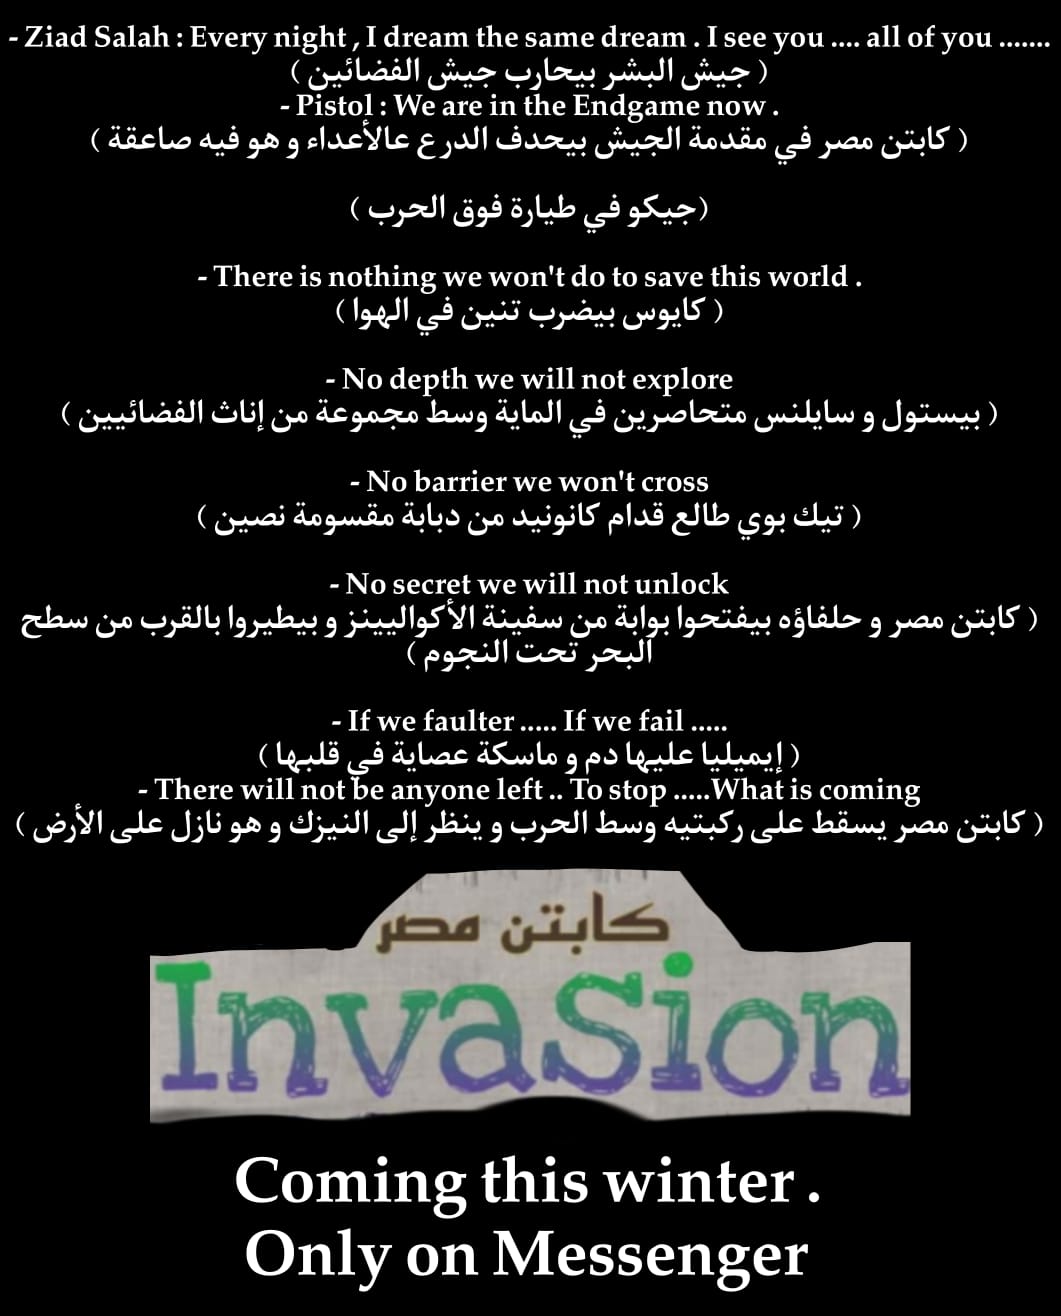 - Ziad Salah : Every night , I dream the same dream . I see you .... all of you .......
( جيش البشر بيحارب جيش الفضائين )
- Pistol : We are in the Endgame now .
( كابتن مصر في مقدمة الجيش بيحدف الدرع عالأعداء و هو فيه صاعقة )
(جيكو في طيارة فوق الحرب )
- There is nothing we won't do to save this world .
( كايوس بيضرب تنين في الهوا )
- No depth we will not explore
( بيستول و سايلنس متحاصرين في الماية وسط مجموعة من إناث الفضائيين )
- No barrier we won't cross
( تيك بوي طالع قدام كانونيد من دبابة مقسومة نصين )
- No secret we will not unlock
( كابتن مصر و حلفاؤه بيفتحوا بوابة من سفينة الأكوالیينز و بيطيروا بالقرب من سطح
البحر تحت النجوم )
- If we faulter ..... If we fail .....
( إيميليا عليها دم و ماسكة عصاية في قلبها )
- There will not be anyone left .. To stop .....What is coming
( كابتن مصر يسقط على ركبتيه وسط الحرب و ينظر إلى النيزك و هو نازل على الأرض )
كابتن مصر
Invasion
Coming this winter .
Only on Messenger